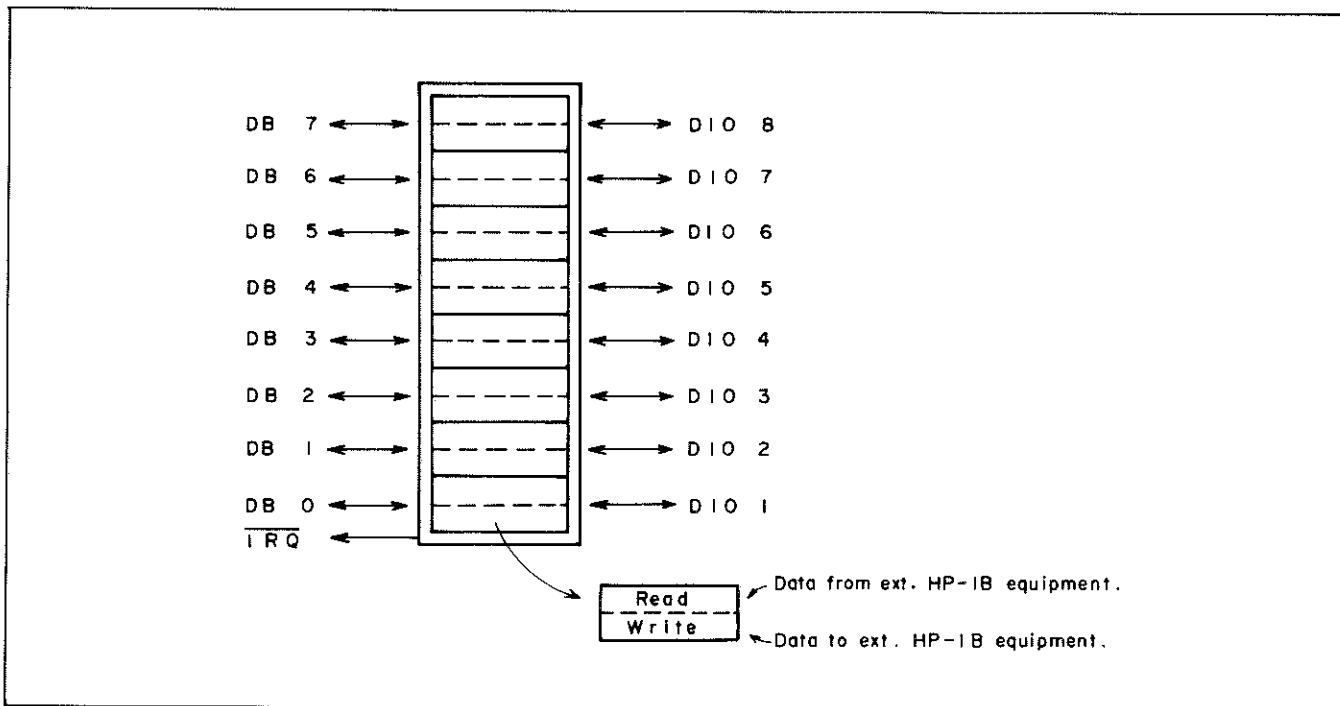 DB 7 DIO 8
DB 6 DIO 7
DB 5 DIO 6
DB 4 DIO 5
DB 3 DIO 4
DB 2 DIO 3
DB 1 DIO 2
DB 0 DIO 1
IRQ
Read
Data from ext. HP-IB equipment.
Write
Data to ext. HP-IB equipment.